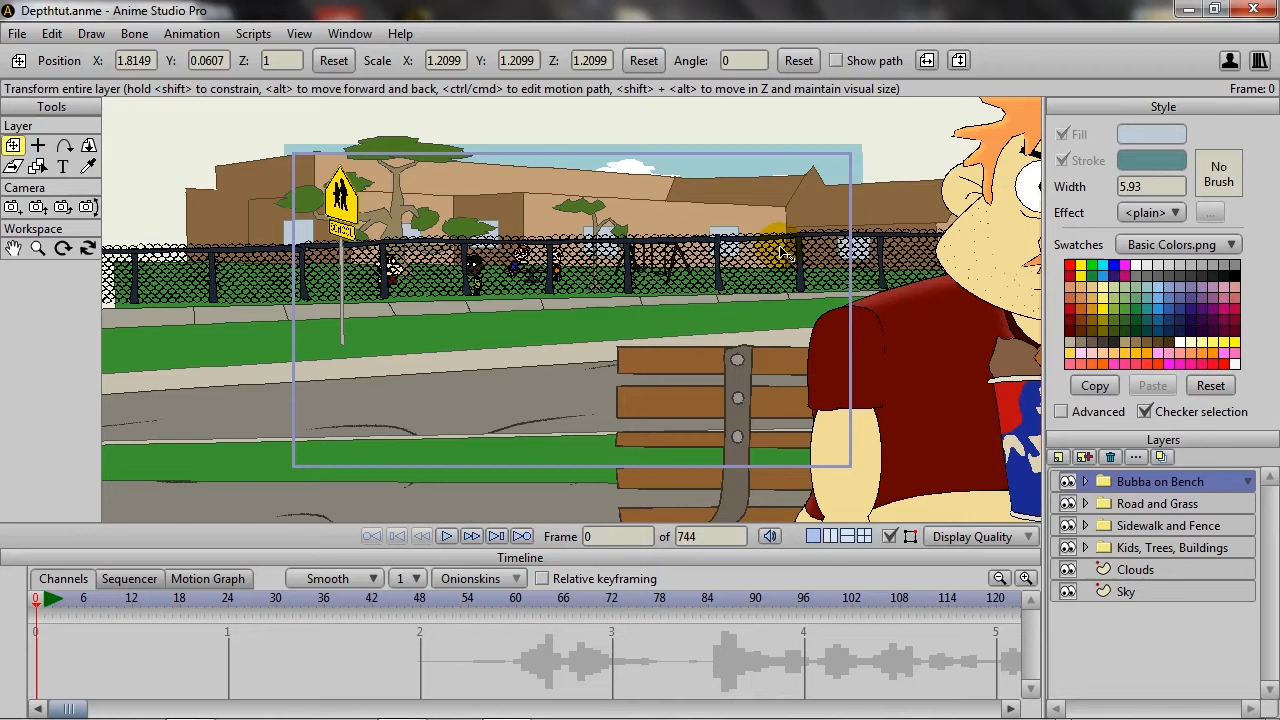 Depthtut.anme - Anime Studio Pro
File Edit Draw Bone Animation Scripts View Window Help
Position X: 1.8149 Y: 0.0607 Z: 1 Reset Scale X: 1.2099 Y: 1.2099 Z: 1.2099 Reset Angle: 0 Reset Show path
Transform entire layer (hold <shift> to constrain, <alt> to move forward and back, <ctrl/cmd> to edit motion path, <shift> + <alt> to move in Z and maintain visual size) Frame: 0
Tools
Layer
T
Camera
Workspace
SCHOOL
Style
Fill
Stroke
No Brush
Width 5.93
Effect <plain> ...
Swatches Basic Colors.png
Copy Paste Reset
Advanced Checker selection
Layers
Bubba on Bench
Road and Grass
Sidewalk and Fence
Kids, Trees, Buildings
Clouds
Sky
Frame 0 of 744 Display Quality
Timeline
Channels Sequencer Motion Graph Smooth 1 Onionskins Relative keyframing
0 6 12 18 24 30 36 42 48 54 60 66 72 78 84 90 96 102 108 114 120
0 1 2 3 4 5